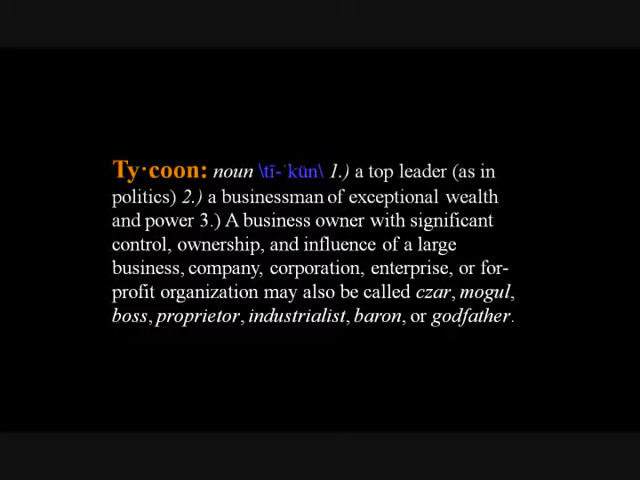 Ty·coon: noun \tī-ˈkün\ 1.) a top leader (as in
politics) 2.) a businessman of exceptional wealth
and power 3.) A business owner with significant
control, ownership, and influence of a large
business, company, corporation, enterprise, or for-
profit organization may also be called czar, mogul,
boss, proprietor, industrialist, baron, or godfather.